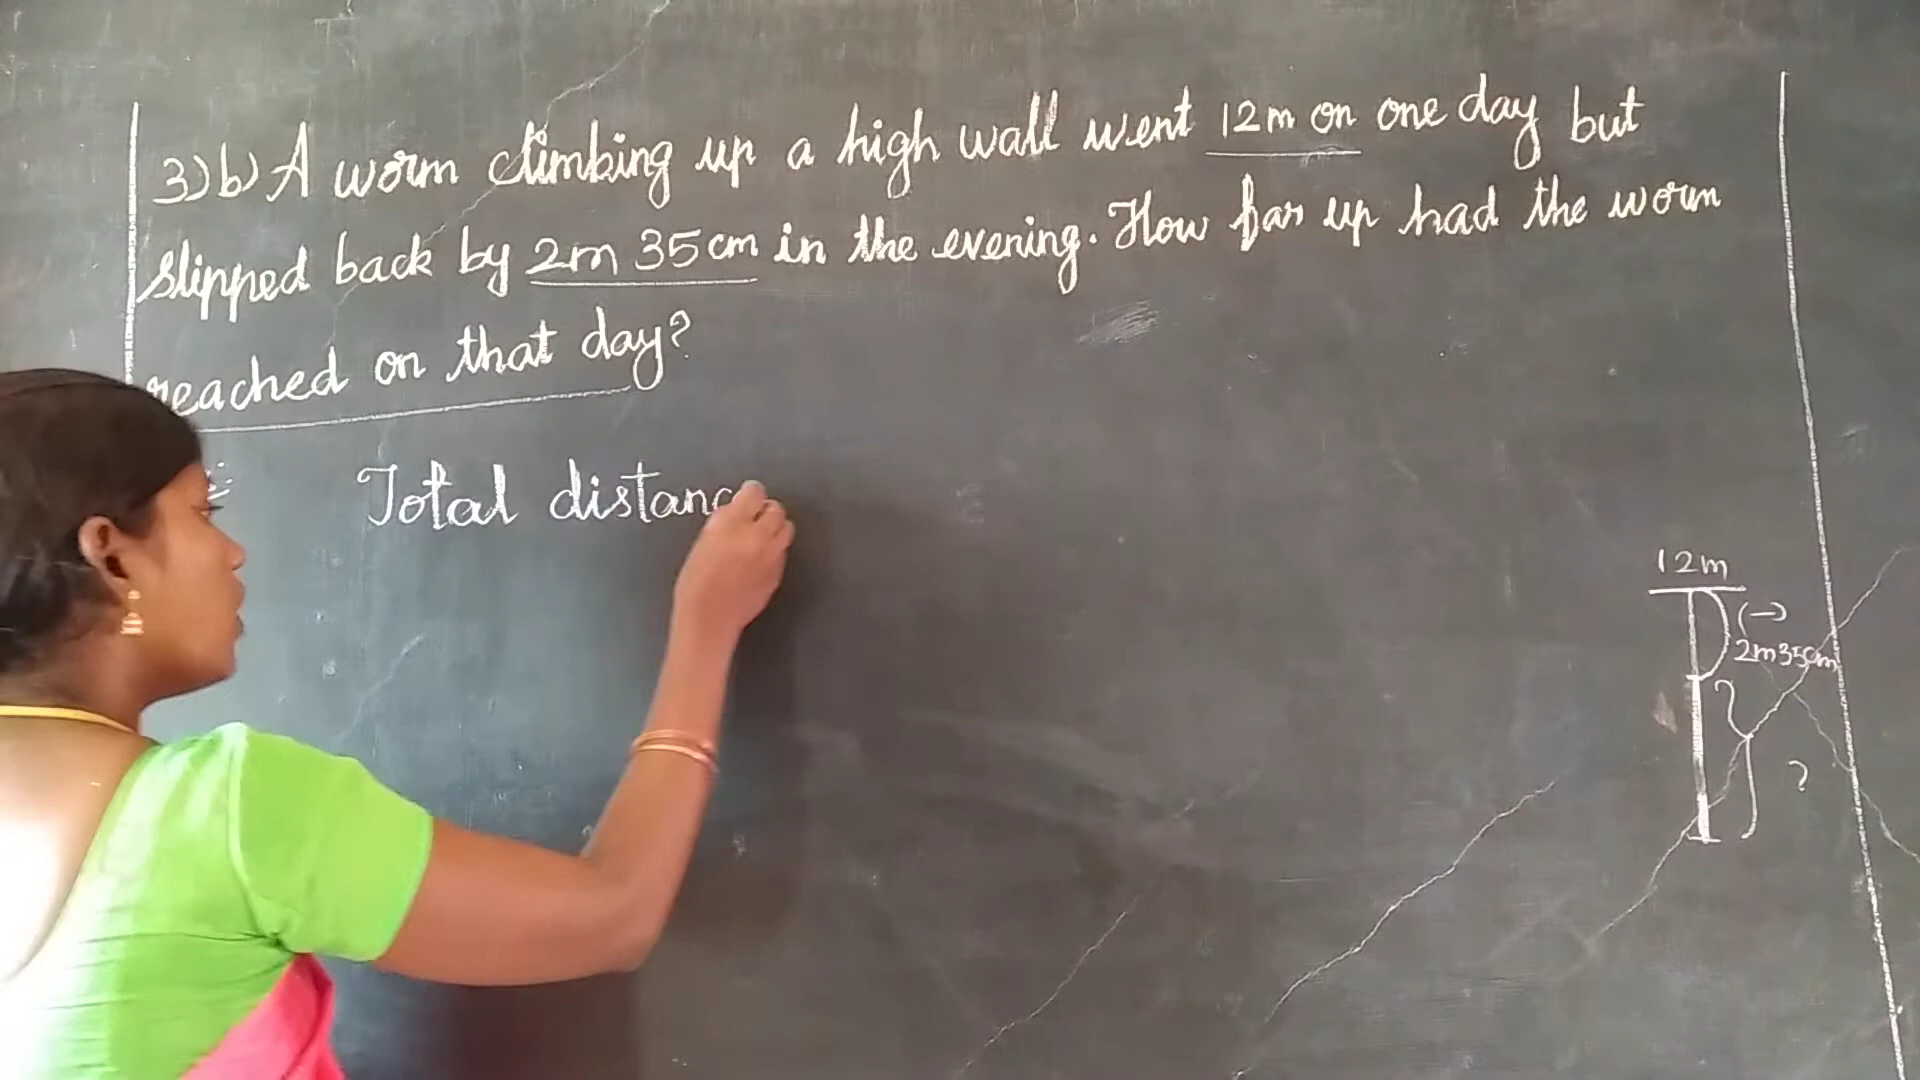 3) b) A worm climbing up a high wall went 12m on one day but
slipped back by 2m 35cm in the evening. How far up had the worm
reached on that day?
Total distanc
12m
(-)
2m35cm
?